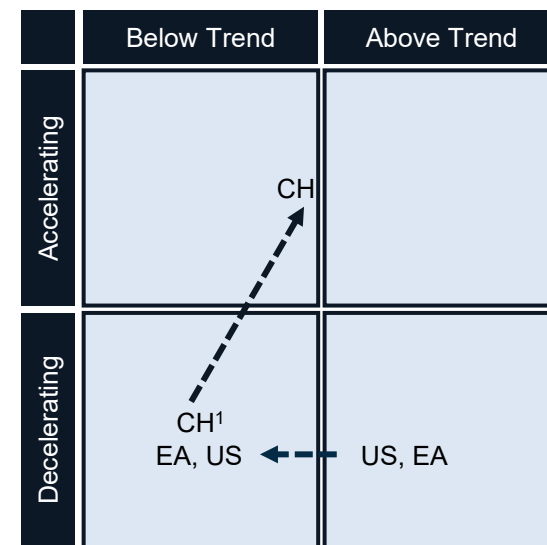 Below Trend
Above Trend
Accelerating
CH
Decelerating
CH¹
EA, US
US, EA